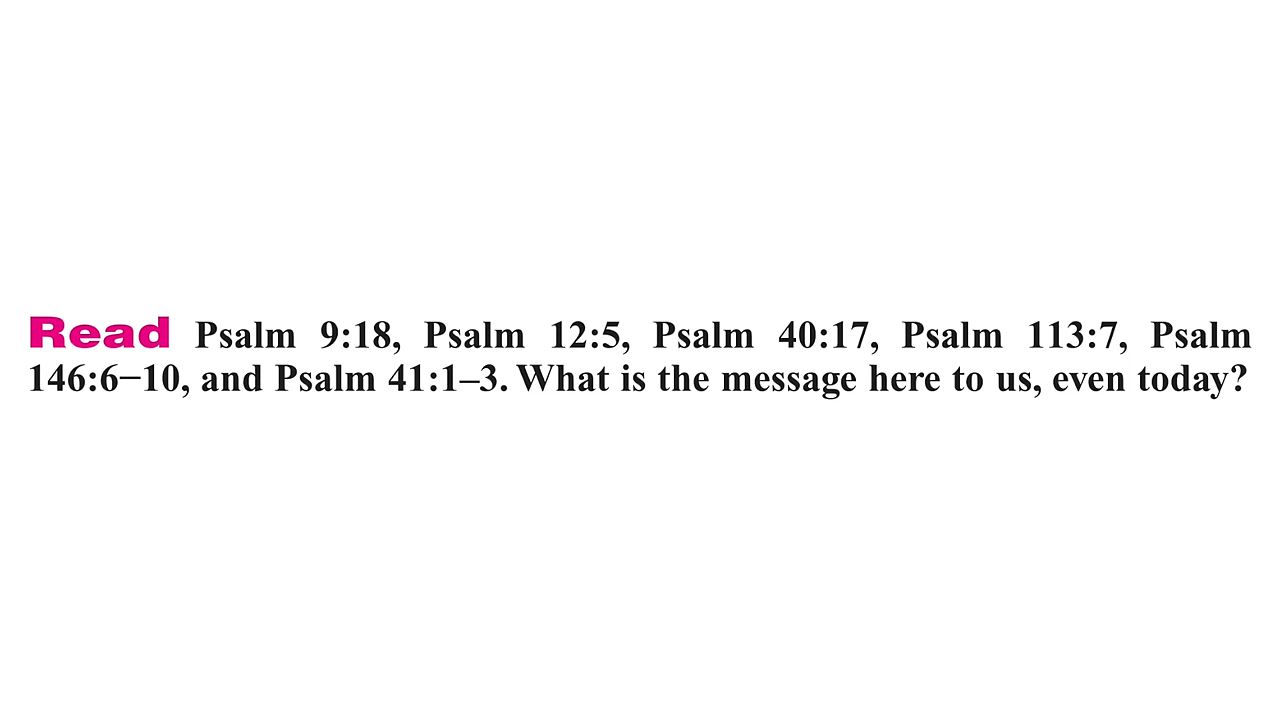 Read Psalm 9:18, Psalm 12:5, Psalm 40:17, Psalm 113:7, Psalm
146:6−10, and Psalm 41:1–3. What is the message here to us, even today?